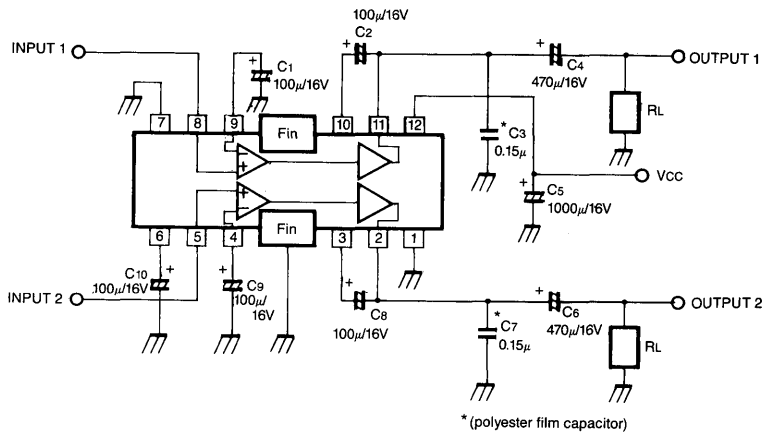 100μ/16V
C2
INPUT 1
+
+
C1
100μ/16V
+
C4
470μ/16V
OUTPUT 1
RL
7
8
9
Fin
10
11
12
* C3
0.15μ
−
+
VCC
+
C5
1000μ/16V
+
−
6
5
4
Fin
3
2
1
C10
.100μ/16V
+
+
C9
100μ/
16V
INPUT 2
+
C8
100μ/16V
*
C7
0.15μ
+
C6
470μ/16V
OUTPUT 2
RL
* (polyester film capacitor)